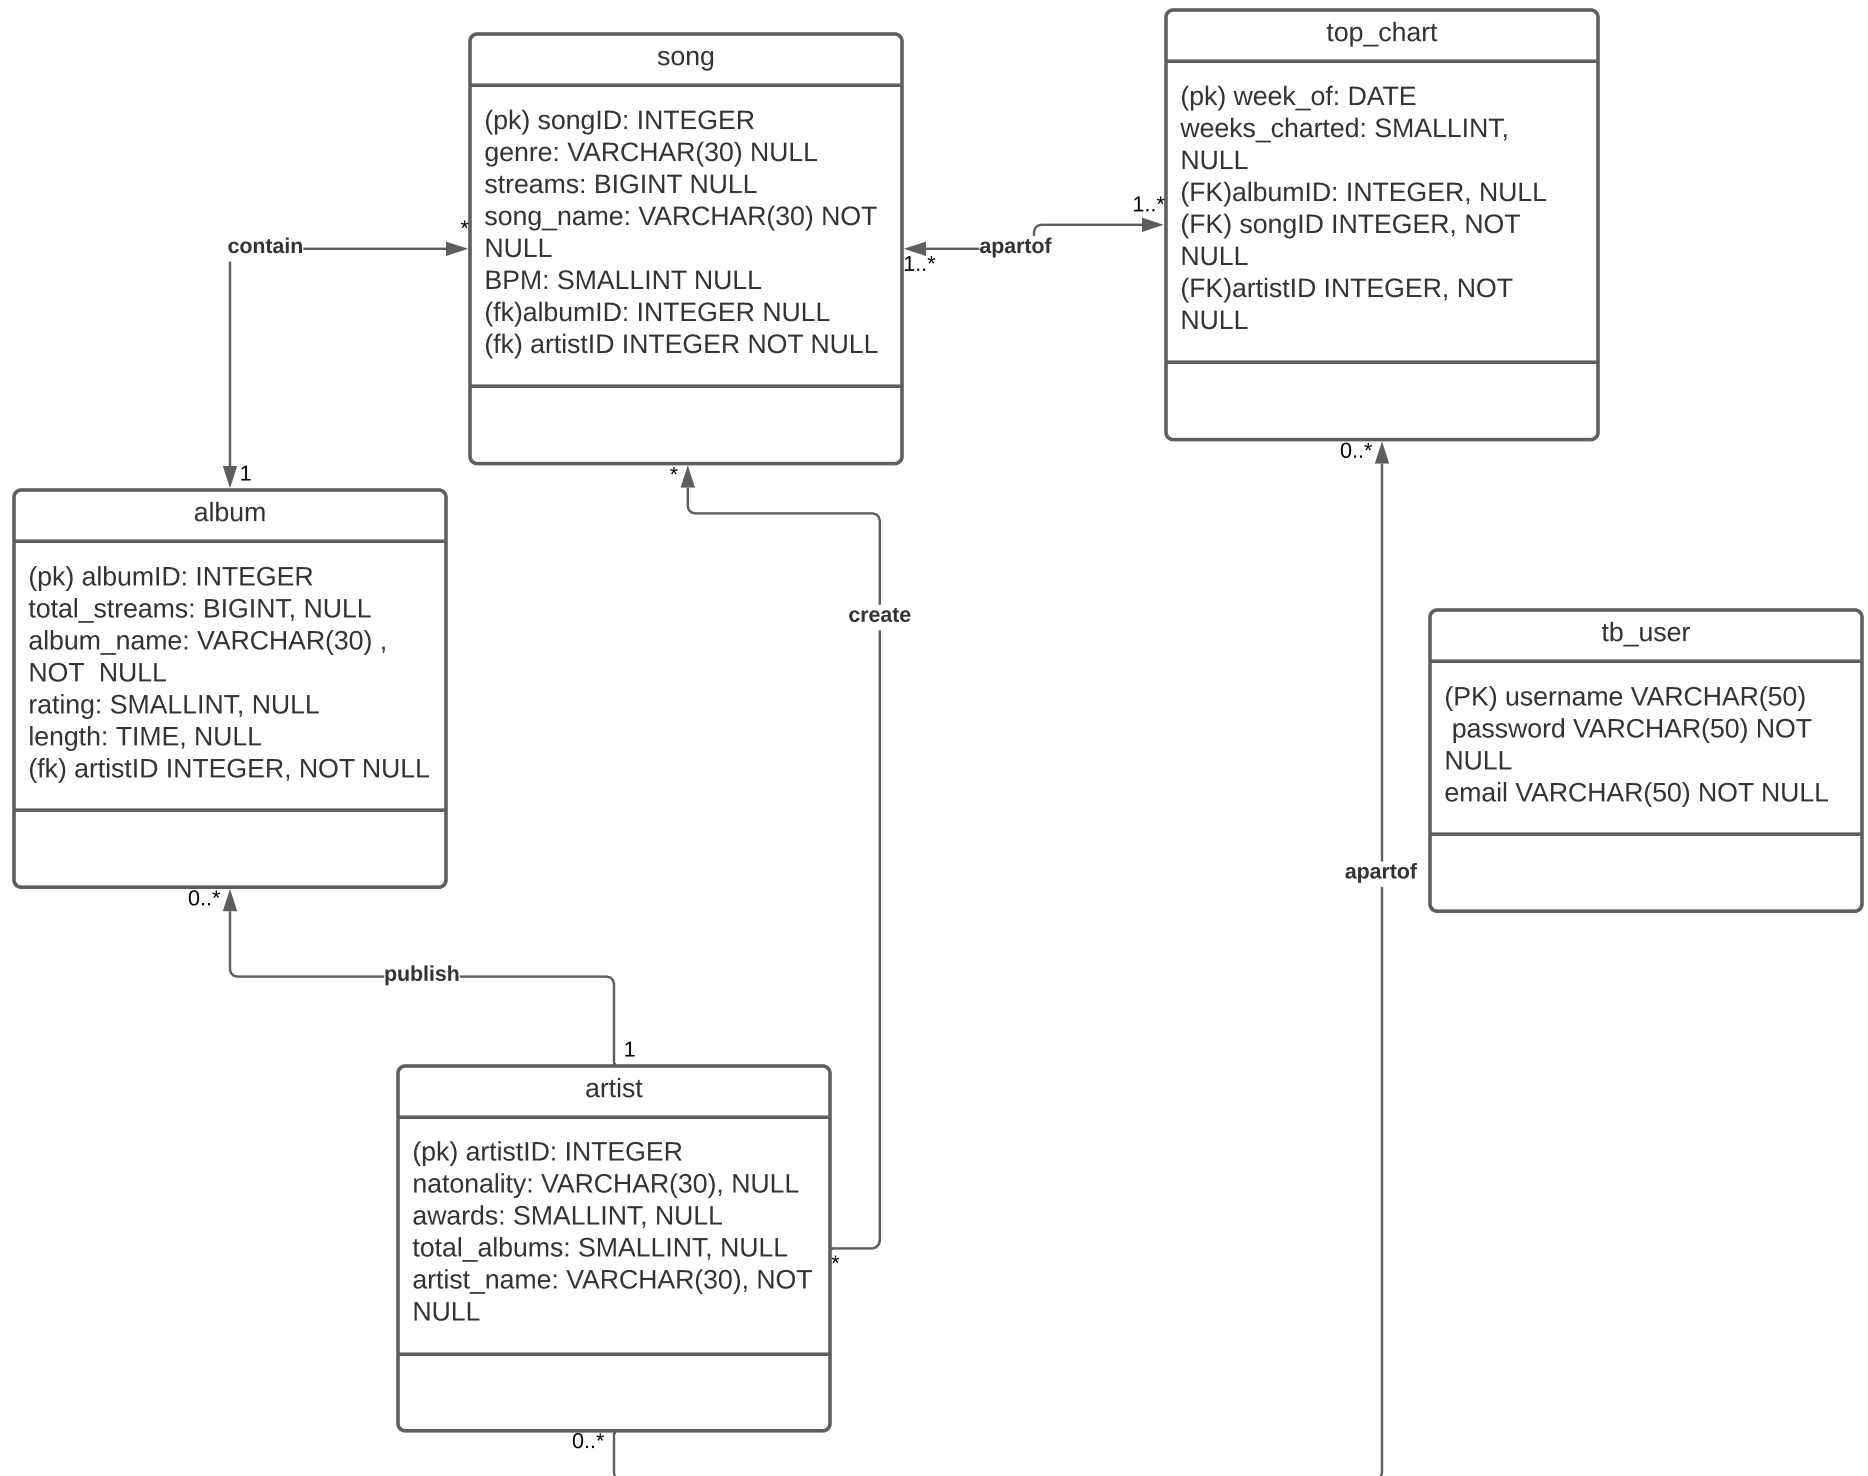 song
(pk) songID: INTEGER
genre: VARCHAR(30) NULL
streams: BIGINT NULL
song_name: VARCHAR(30) NOT
NULL
BPM: SMALLINT NULL
(fk)albumID: INTEGER NULL
(fk) artistID INTEGER NOT NULL
top_chart
(pk) week_of: DATE
weeks_charted: SMALLINT,
NULL
(FK)albumID: INTEGER, NULL
(FK) songID INTEGER, NOT
NULL
(FK)artistID INTEGER, NOT
NULL
*
contain
1
1..*
apartof
1..*
*
0..*
album
(pk) albumID: INTEGER
total_streams: BIGINT, NULL
album_name: VARCHAR(30) ,
NOT  NULL
rating: SMALLINT, NULL
length: TIME, NULL
(fk) artistID INTEGER, NOT NULL
create
tb_user
(PK) username VARCHAR(50)
password VARCHAR(50) NOT
NULL
email VARCHAR(50) NOT NULL
apartof
0..*
publish
1
artist
(pk) artistID: INTEGER
natonality: VARCHAR(30), NULL
awards: SMALLINT, NULL
total_albums: SMALLINT, NULL
artist_name: VARCHAR(30), NOT
NULL
*
0..*